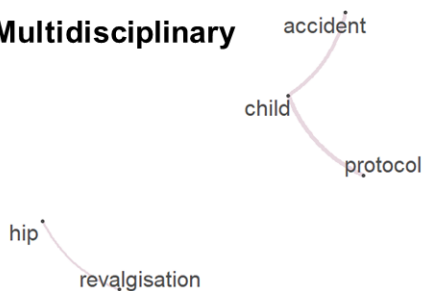 Multidisciplinary
accident
child
protocol
hip
revalgisation